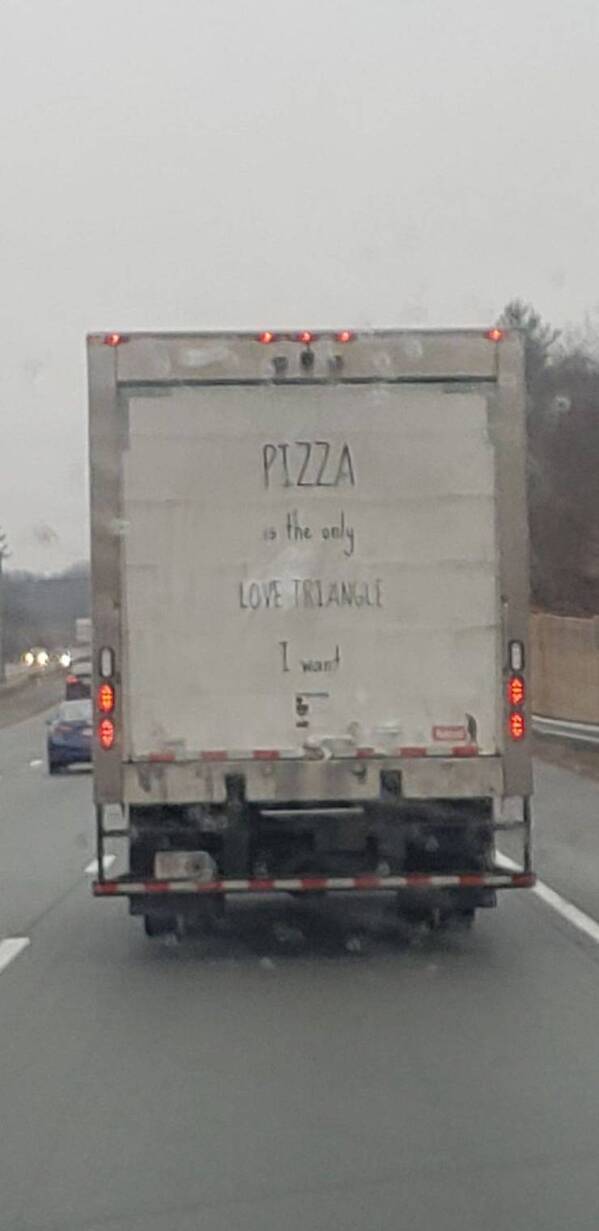 PIZZA
is the only
LOVE TRIANGLE
I want